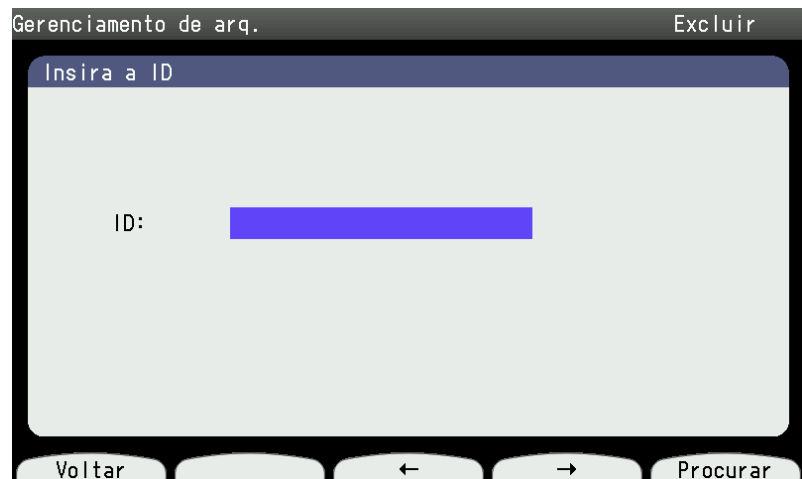 Gerenciamento de arq. Excluir
Insira a ID
ID:
Voltar ← → Procurar